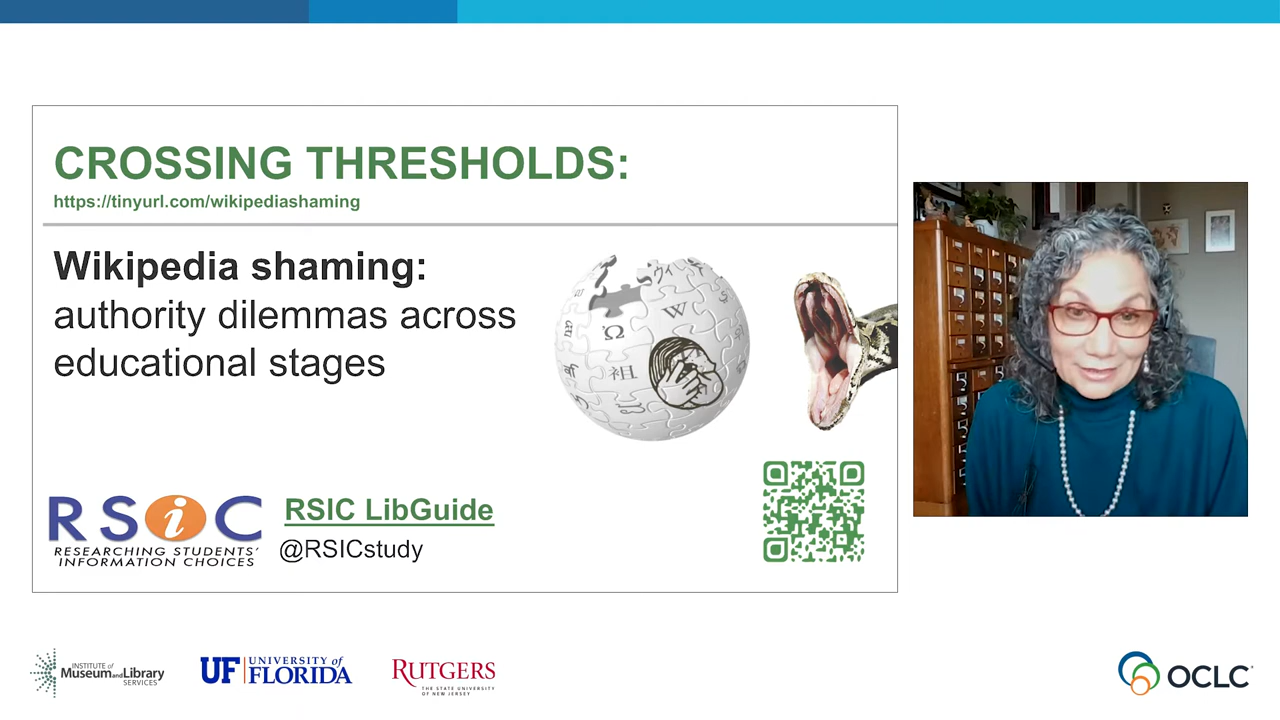 CROSSING THRESHOLDS:
https://tinyurl.com/wikipediashaming
Wikipedia shaming:
authority dilemmas across
educational stages
Ω
W
祖
RSiC
RESEARCHING STUDENTS'
INFORMATION CHOICES
RSIC LibGuide
@RSICstudy
INSTITUTE of
Museum and Library
SERVICES
UF UNIVERSITY of
FLORIDA
RUTGERS
THE STATE UNIVERSITY
OF NEW JERSEY
OCLC